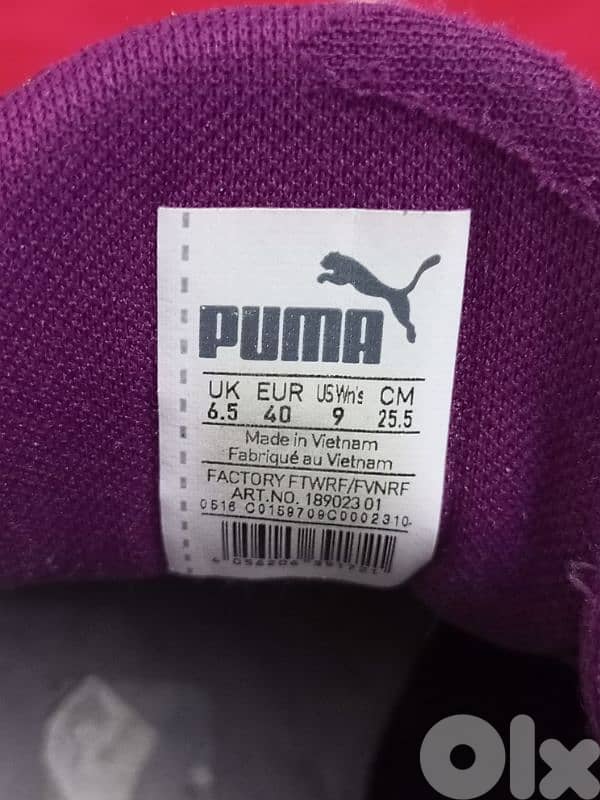 PUMA
UK EUR US Wn's CM
6.5 40 9 25.5
Made in Vietnam
Fabriqué au Vietnam
FACTORY FTWRF/FVNRF
ART.NO. 189023 01
0516 C0159709C0002310-
Olx